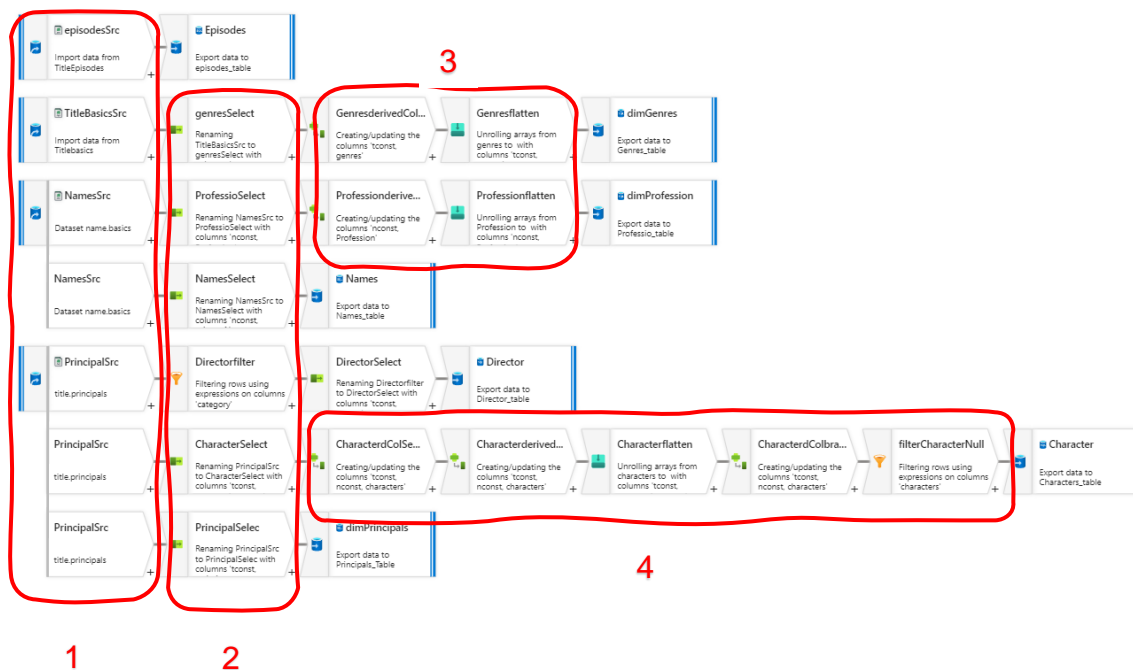 episodesSrc
Import data from
TitleEpisodes
+
Episodes
Export data to
episodes_table
3
TitleBasicsSrc
Import data from
Titlebasics
+
genresSelect
Renaming
TitleBasicsSrc to
genresSelect with
+
GenresderivedCol...
Creating/updating the
columns 'tconst,
genres'
+
Genresflatten
Unrolling arrays from
genres to with
columns 'tconst,
+
dimGenres
Export data to
Genres_table
NamesSrc
Dataset name.basics
+
ProfessioSelect
Renaming NamesSrc to
ProfessioSelect with
columns 'nconst,
+
Professionderive...
Creating/updating the
columns 'nconst,
Profession'
+
Professionflatten
Unrolling arrays from
Profession to with
columns 'nconst,
+
dimProfession
Export data to
Professio_table
NamesSrc
Dataset name.basics
+
NamesSelect
Renaming NamesSrc to
NamesSelect with
columns 'nconst,
+
Names
Export data to
Names_table
PrincipalSrc
title.principals
+
Directorfilter
Filtering rows using
expressions on columns
'category'
+
DirectorSelect
Renaming Directorfilter
to DirectorSelect with
columns 'tconst,
+
Director
Export data to
Director_table
PrincipalSrc
title.principals
+
CharacterSelect
Renaming PrincipalSrc
to CharacterSelect with
columns 'tconst,
+
CharacterdColSe...
Creating/updating the
columns 'tconst,
nconst, characters'
+
Characterderived...
Creating/updating the
columns 'tconst,
nconst, characters'
+
Characterflatten
Unrolling arrays from
characters to with
columns 'tconst,
+
CharacterdColbra...
Creating/updating the
columns 'tconst,
nconst, characters'
+
filterCharacterNull
Filtering rows using
expressions on columns
'characters'
+
Character
Export data to
Characters_table
PrincipalSrc
title.principals
+
PrincipalSelec
Renaming PrincipalSrc
to PrincipalSelec with
columns 'tconst,
+
dimPrincipals
Export data to
Principals_Table
4
1
2